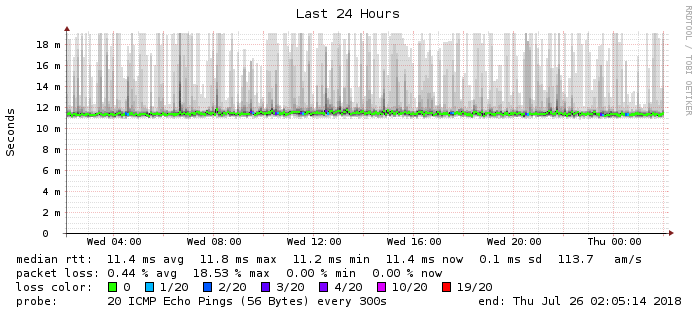 Last 24 Hours
RRDTOOL / TOBI OETIKER
Seconds
18 m
16 m
14 m
12 m
10 m
8 m
6 m
4 m
2 m
0
Wed 04:00 Wed 08:00 Wed 12:00 Wed 16:00 Wed 20:00 Thu 00:00
median rtt: 11.4 ms avg 11.8 ms max 11.2 ms min 11.4 ms now 0.1 ms sd 113.7 am/s
packet loss: 0.44 % avg 18.53 % max 0.00 % min 0.00 % now
loss color: 0 1/20 2/20 3/20 4/20 10/20 19/20
probe: 20 ICMP Echo Pings (56 Bytes) every 300s end: Thu Jul 26 02:05:14 2018